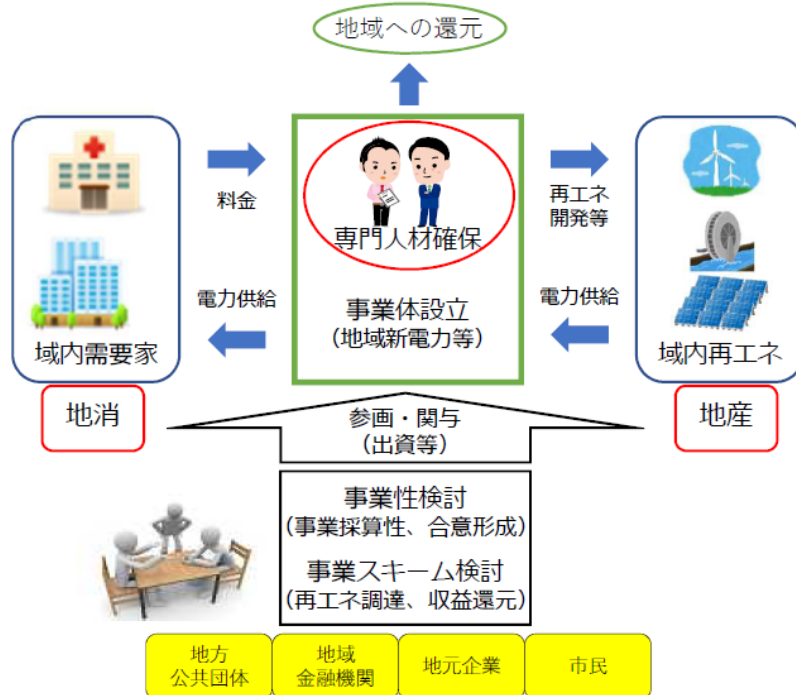 地域への還元
料金
専門人材確保
再エネ
開発等
電力供給
事業体設立
(地域新電力等)
電力供給
域内需要家
域内再エネ
地消
地産
参画・関与
(出資等)
事業性検討
(事業採算性、合意形成)
事業スキーム検討
(再エネ調達、収益還元)
地方
公共団体
地域
金融機関
地元企業
市民